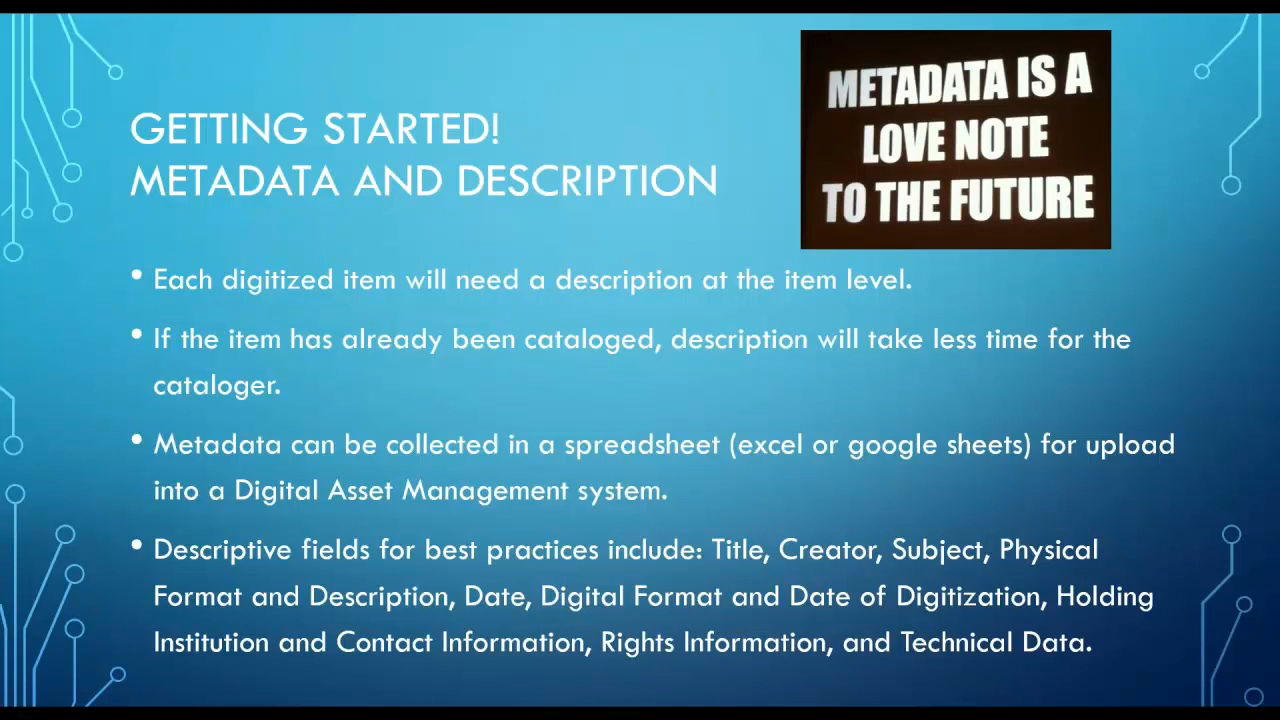 GETTING STARTED!
METADATA AND DESCRIPTION
METADATA IS A
LOVE NOTE
TO THE FUTURE
• Each digitized item will need a description at the item level.
• If the item has already been cataloged, description will take less time for the
cataloger.
• Metadata can be collected in a spreadsheet (excel or google sheets) for upload
into a Digital Asset Management system.
• Descriptive fields for best practices include: Title, Creator, Subject, Physical
Format and Description, Date, Digital Format and Date of Digitization, Holding
Institution and Contact Information, Rights Information, and Technical Data.